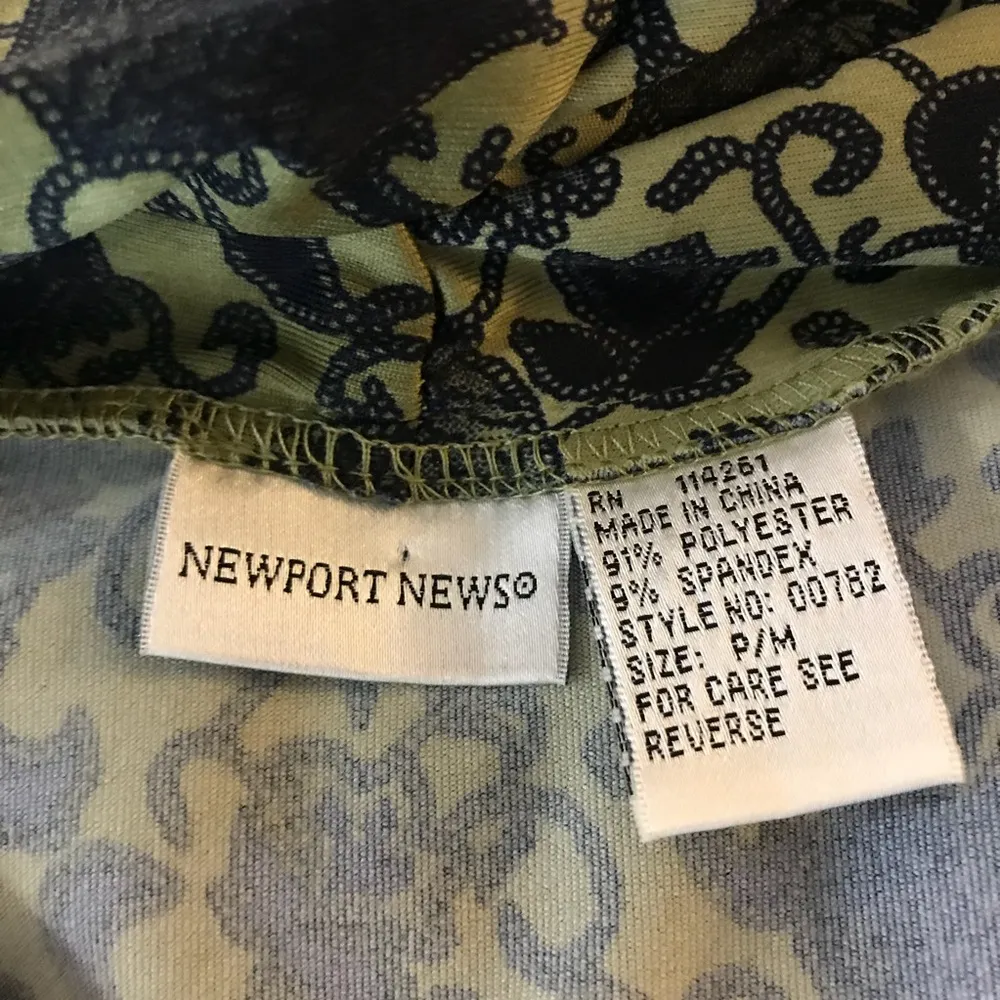 NEWPORT NEWS®
RN 114261
MADE IN CHINA
91% POLYESTER
9% SPANDEX
STYLE NO: 00782
SIZE: P/M
FOR CARE SEE
REVERSE